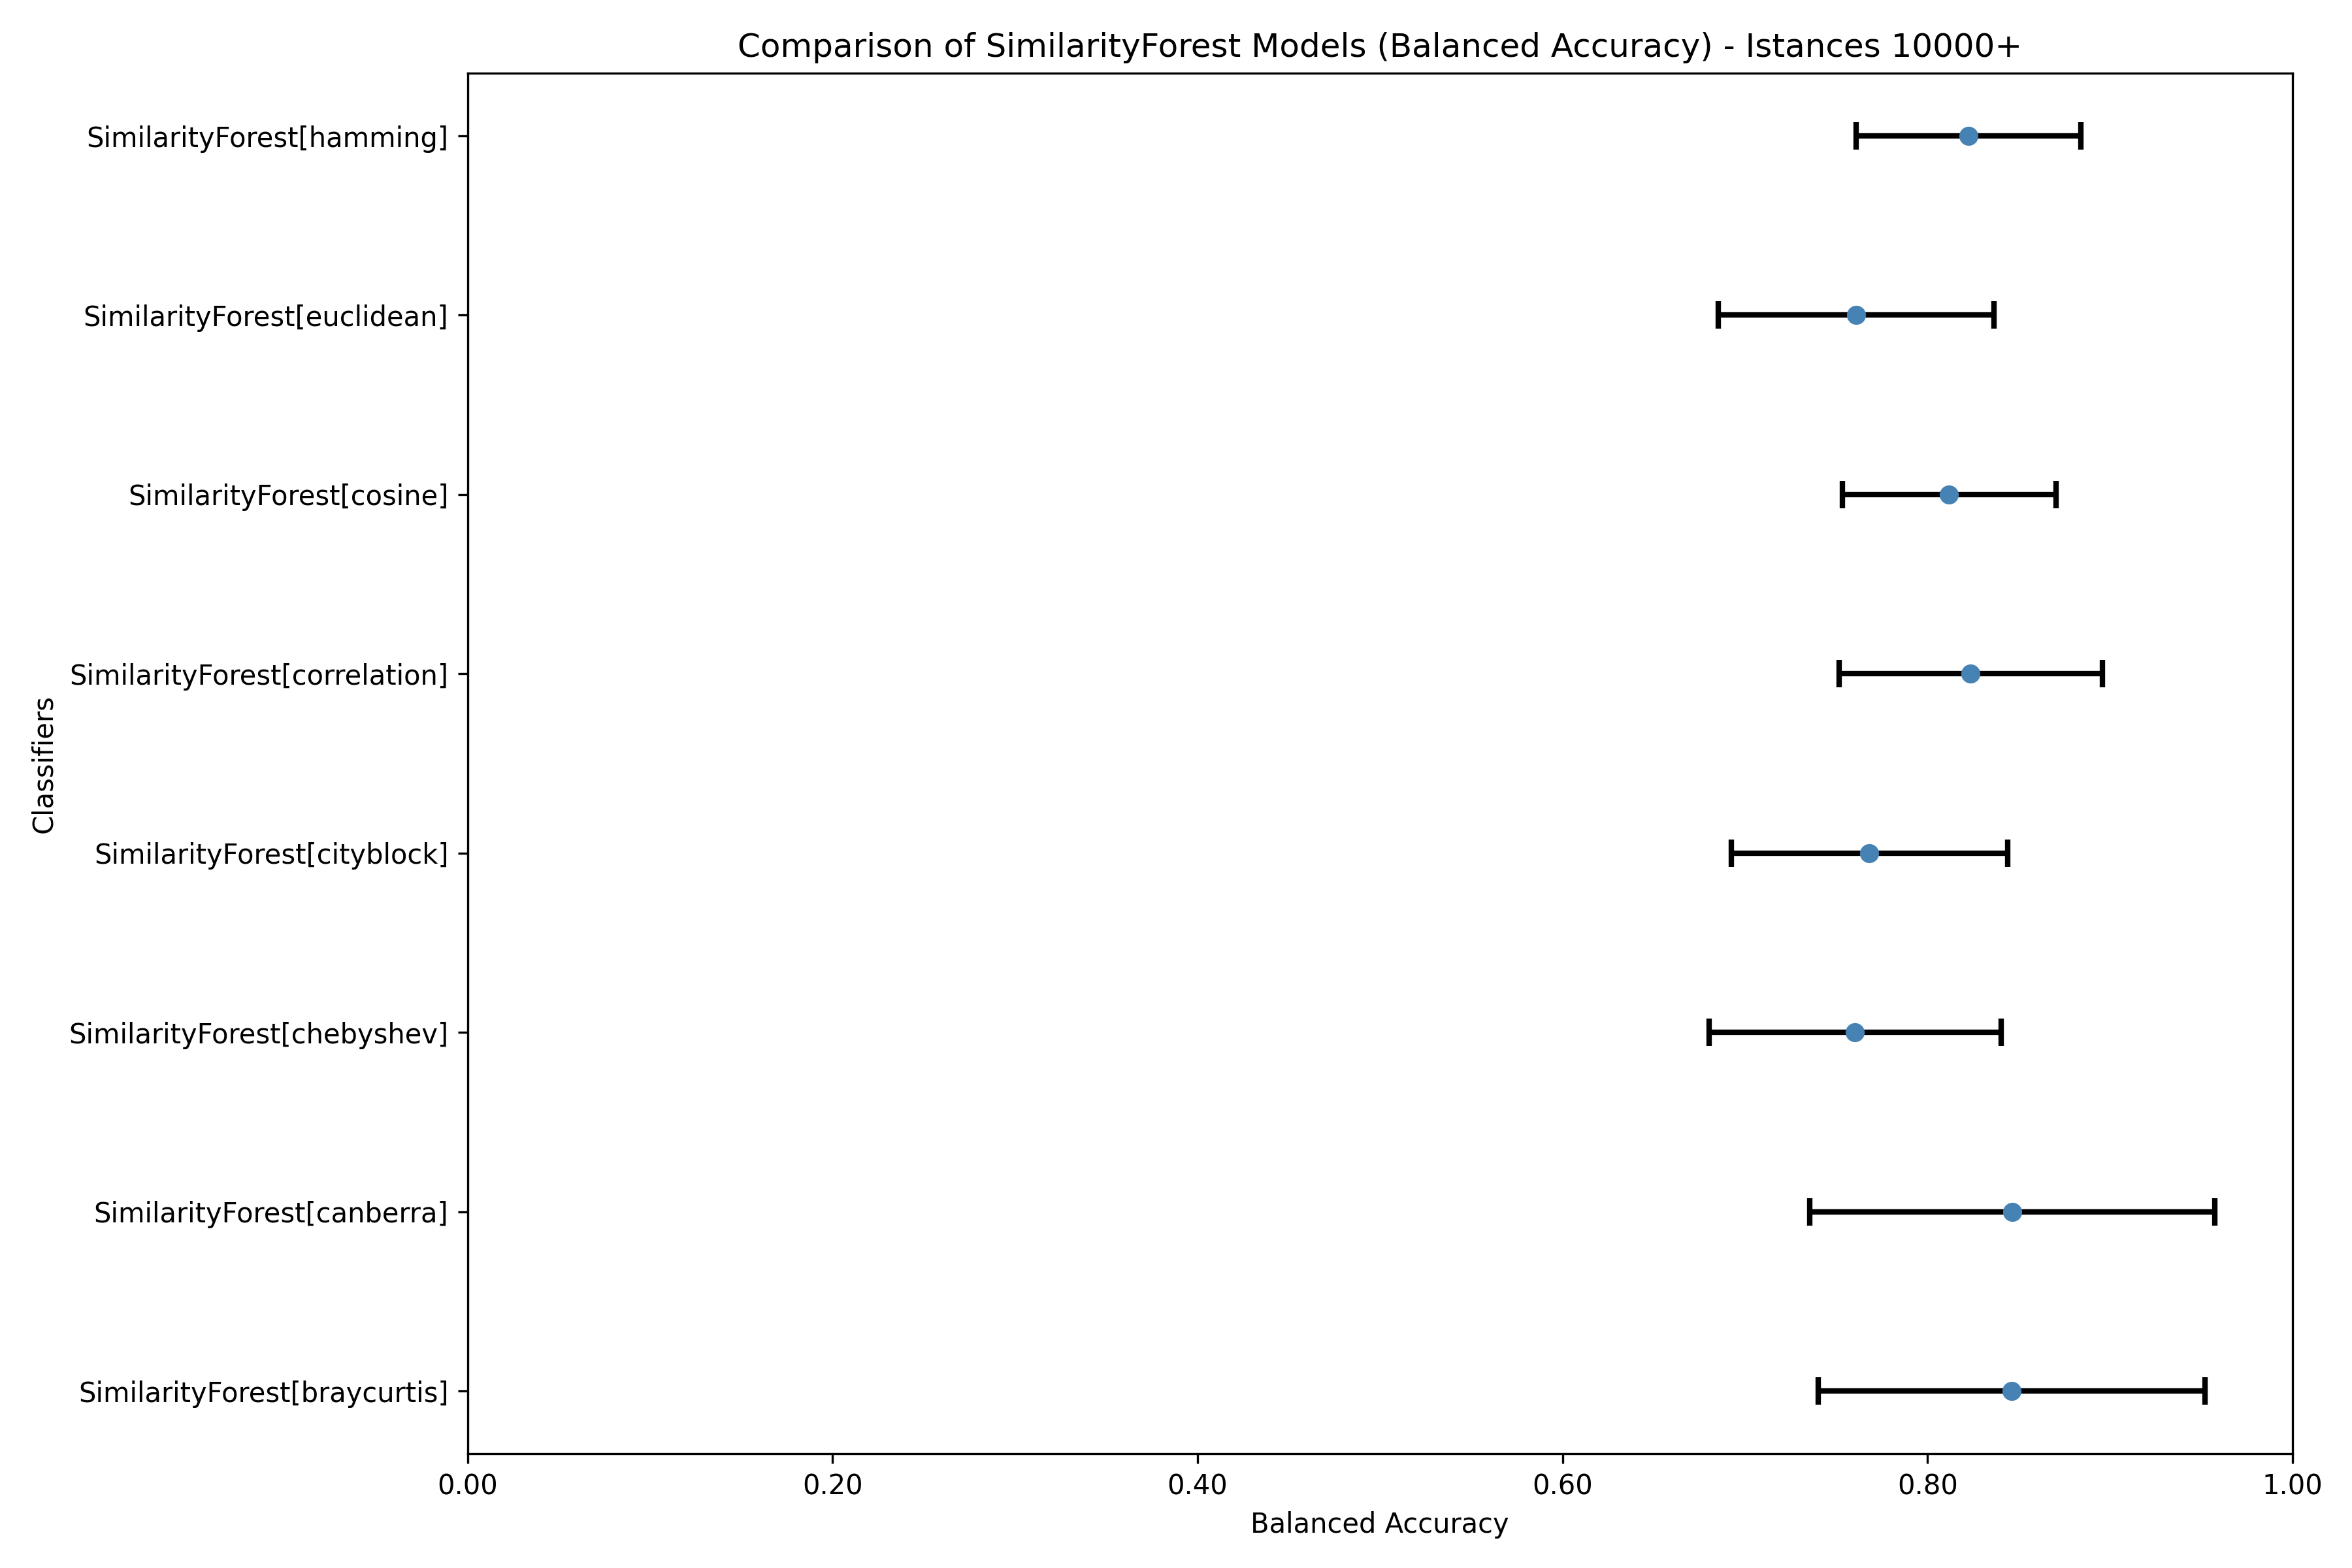 Comparison of SimilarityForest Models (Balanced Accuracy) - Istances 10000+
SimilarityForest[hamming]
SimilarityForest[euclidean]
SimilarityForest[cosine]
SimilarityForest[correlation]
SimilarityForest[cityblock]
SimilarityForest[chebyshev]
SimilarityForest[canberra]
SimilarityForest[braycurtis]
Classifiers
0.00 0.20 0.40 0.60 0.80 1.00
Balanced Accuracy